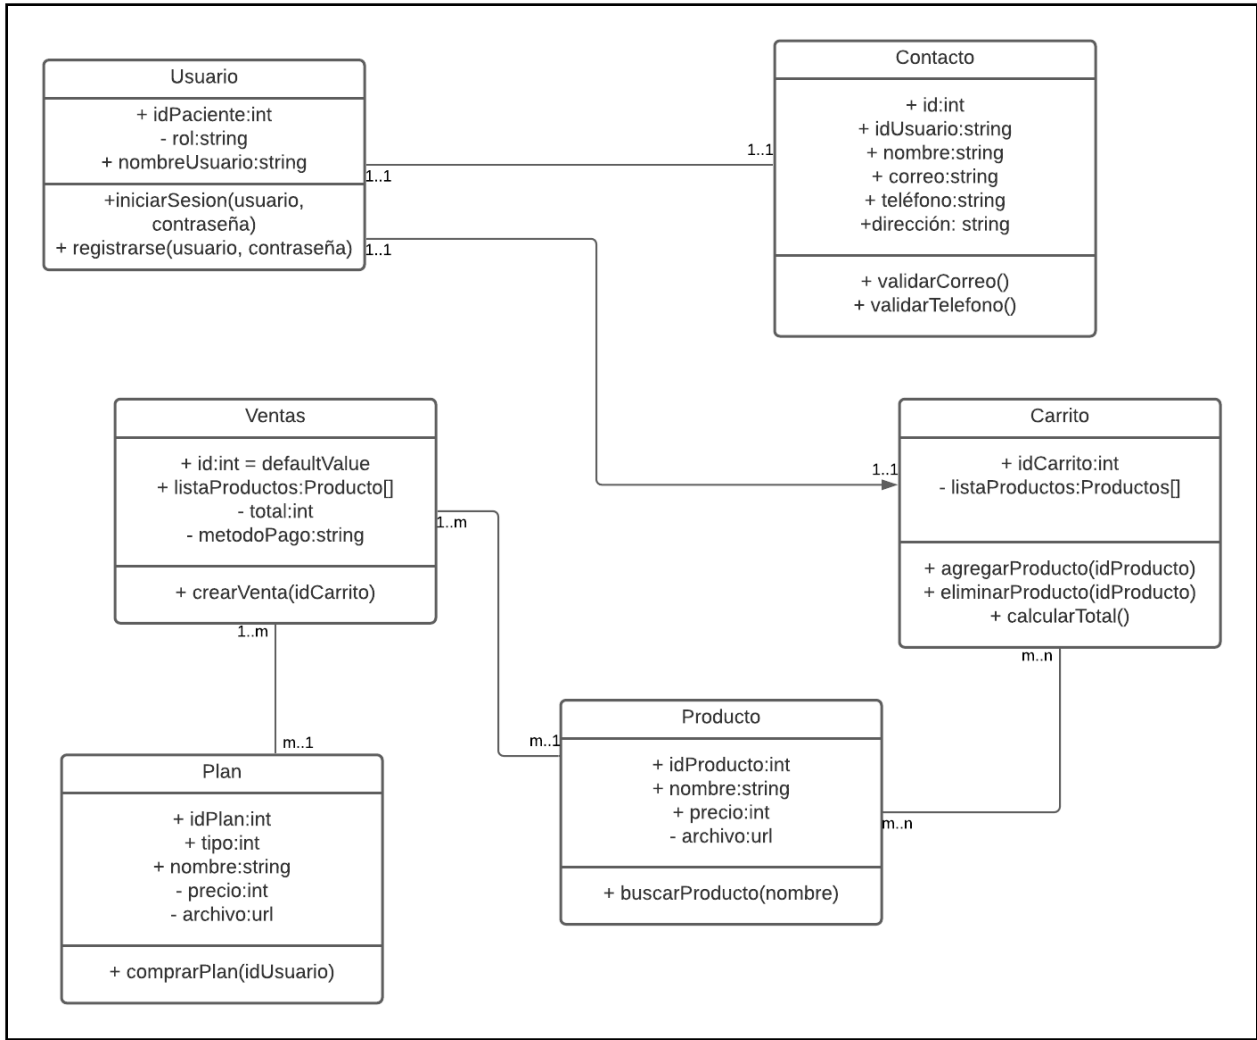 Usuario
+ idPaciente:int
- rol:string
+ nombreUsuario:string
+iniciarSesion(usuario,
contraseña)
+ registrarse(usuario, contraseña)
1..1
1..1
1..1
Contacto
+ id:int
+ idUsuario:string
+ nombre:string
+ correo:string
+ teléfono:string
+dirección: string
+ validarCorreo()
+ validarTelefono()
Ventas
+ id:int = defaultValue
+ listaProductos:Producto[]
- total:int
- metodoPago:string
+ crearVenta(idCarrito)
1..m
1..m
1..1
Carrito
+ idCarrito:int
- listaProductos:Productos[]
+ agregarProducto(idProducto)
+ eliminarProducto(idProducto)
+ calcularTotal()
m..n
m..1
Plan
+ idPlan:int
+ tipo:int
+ nombre:string
- precio:int
- archivo:url
+ comprarPlan(idUsuario)
m..1
Producto
+ idProducto:int
+ nombre:string
+ precio:int
- archivo:url
+ buscarProducto(nombre)
m..n